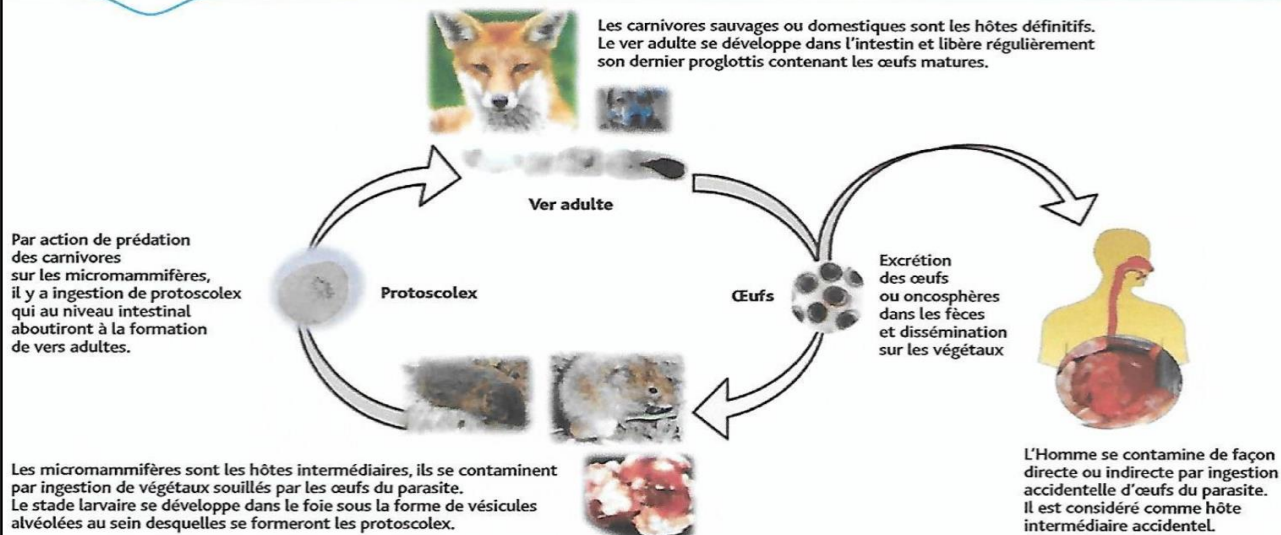 Les carnivores sauvages ou domestiques sont les hôtes définitifs.
Le ver adulte se développe dans l'intestin et libère régulièrement
son dernier proglottis contenant les œufs matures.
Ver adulte
Par action de prédation
des carnivores
sur les micromammifères,
il y a ingestion de protoscolex
qui au niveau intestinal
aboutiront à la formation
de vers adultes.
Protoscolex
Œufs
Excrétion
des œufs
ou oncosphères
dans les fèces
et dissémination
sur les végétaux
Les micromammifères sont les hôtes intermédiaires, ils se contaminent
par ingestion de végétaux souillés par les œufs du parasite.
Le stade larvaire se développe dans le foie sous la forme de vésicules
alvéolées au sein desquelles se formeront les protoscolex.
L'Homme se contamine de façon
directe ou indirecte par ingestion
accidentelle d'œufs du parasite.
Il est considéré comme hôte
intermédiaire accidentel.